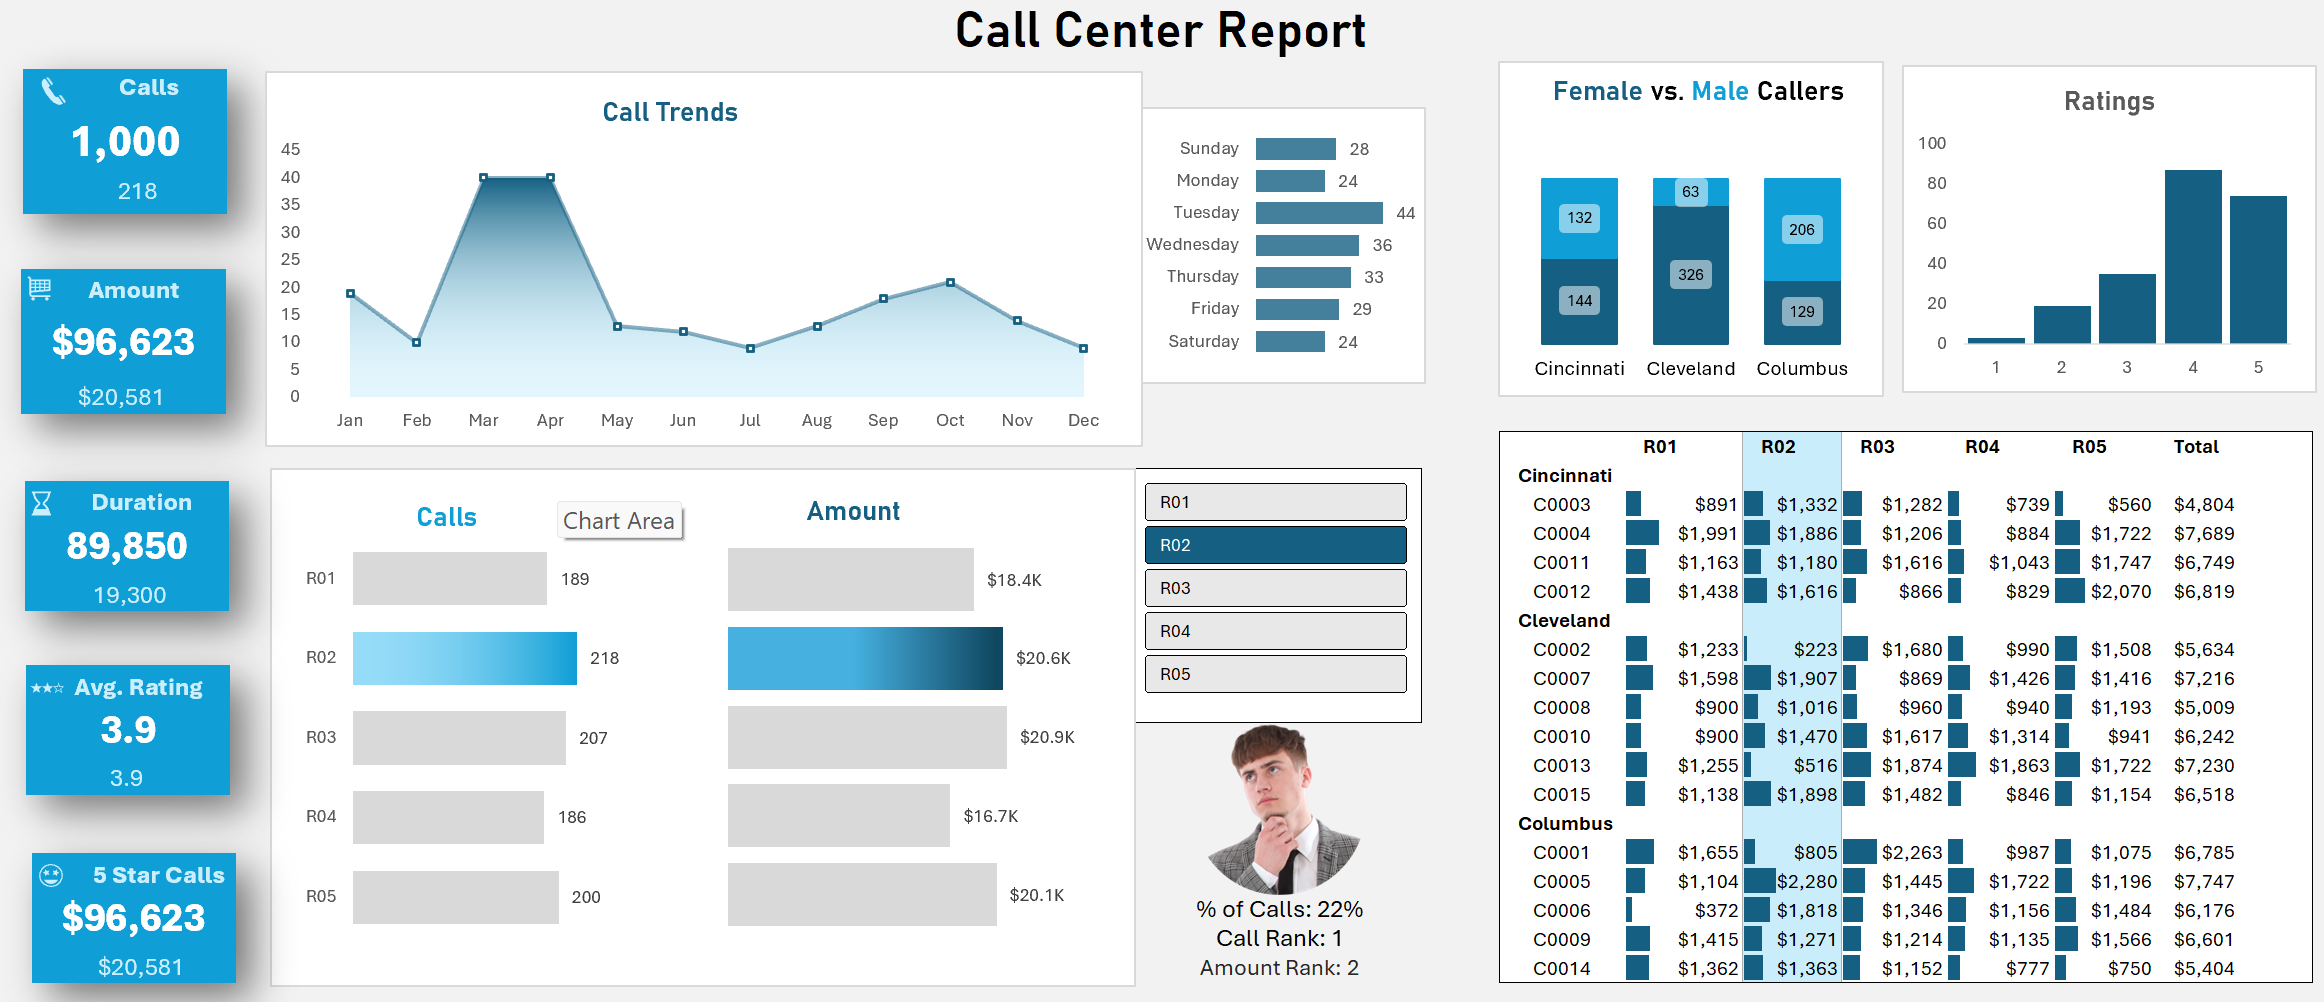 Call Center Report
Calls
1,000
218
Amount
$96,623
$20,581
Duration
89,850
19,300
Avg. Rating
3.9
3.9
5 Star Calls
$96,623
$20,581
Call Trends
45
40
35
30
25
20
15
10
5
0
Jan Feb Mar Apr May Jun Jul Aug Sep Oct Nov Dec
Sunday 28
Monday 24
Tuesday 44
Wednesday 36
Thursday 33
Friday 29
Saturday 24
Female vs. Male Callers
132 63 206
144 326 129
Cincinnati Cleveland Columbus
Ratings
100
80
60
40
20
0
1 2 3 4 5
Calls
Chart Area
Amount
R01 189 $18.4K
R02 218 $20.6K
R03 207 $20.9K
R04 186 $16.7K
R05 200 $20.1K
R01
R02
R03
R04
R05
% of Calls: 22%
Call Rank: 1
Amount Rank: 2
R01 R02 R03 R04 R05 Total
Cincinnati
C0003 $891 $1,332 $1,282 $739 $560 $4,804
C0004 $1,991 $1,886 $1,206 $884 $1,722 $7,689
C0011 $1,163 $1,180 $1,616 $1,043 $1,747 $6,749
C0012 $1,438 $1,616 $866 $829 $2,070 $6,819
Cleveland
C0002 $1,233 $223 $1,680 $990 $1,508 $5,634
C0007 $1,598 $1,907 $869 $1,426 $1,416 $7,216
C0008 $900 $1,016 $960 $940 $1,193 $5,009
C0010 $900 $1,470 $1,617 $1,314 $941 $6,242
C0013 $1,255 $516 $1,874 $1,863 $1,722 $7,230
C0015 $1,138 $1,898 $1,482 $846 $1,154 $6,518
Columbus
C0001 $1,655 $805 $2,263 $987 $1,075 $6,785
C0005 $1,104 $2,280 $1,445 $1,722 $1,196 $7,747
C0006 $372 $1,818 $1,346 $1,156 $1,484 $6,176
C0009 $1,415 $1,271 $1,214 $1,135 $1,566 $6,601
C0014 $1,362 $1,363 $1,152 $777 $750 $5,404